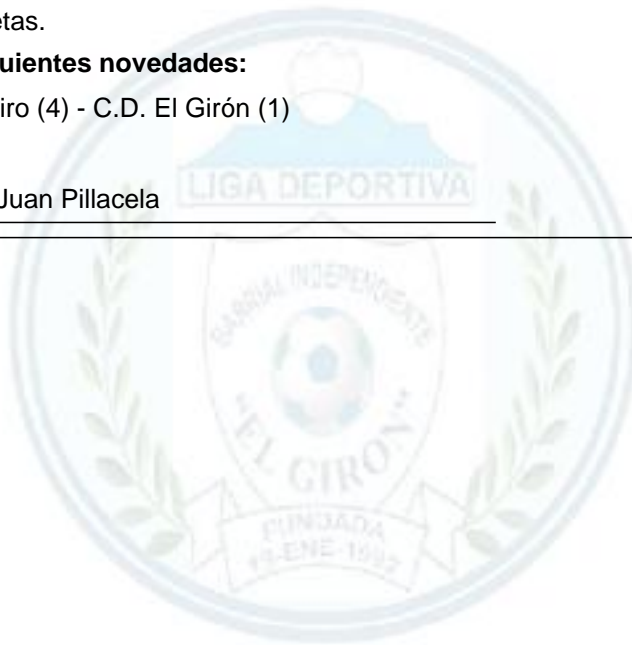 etas.
uientes novedades:
iro (4) - C.D. El Girón (1)
Juan Pillacela
LIGA DEPORTIVA
BARRIAL INDEPENDIENTE
"EL GIRON"
FUNDADA